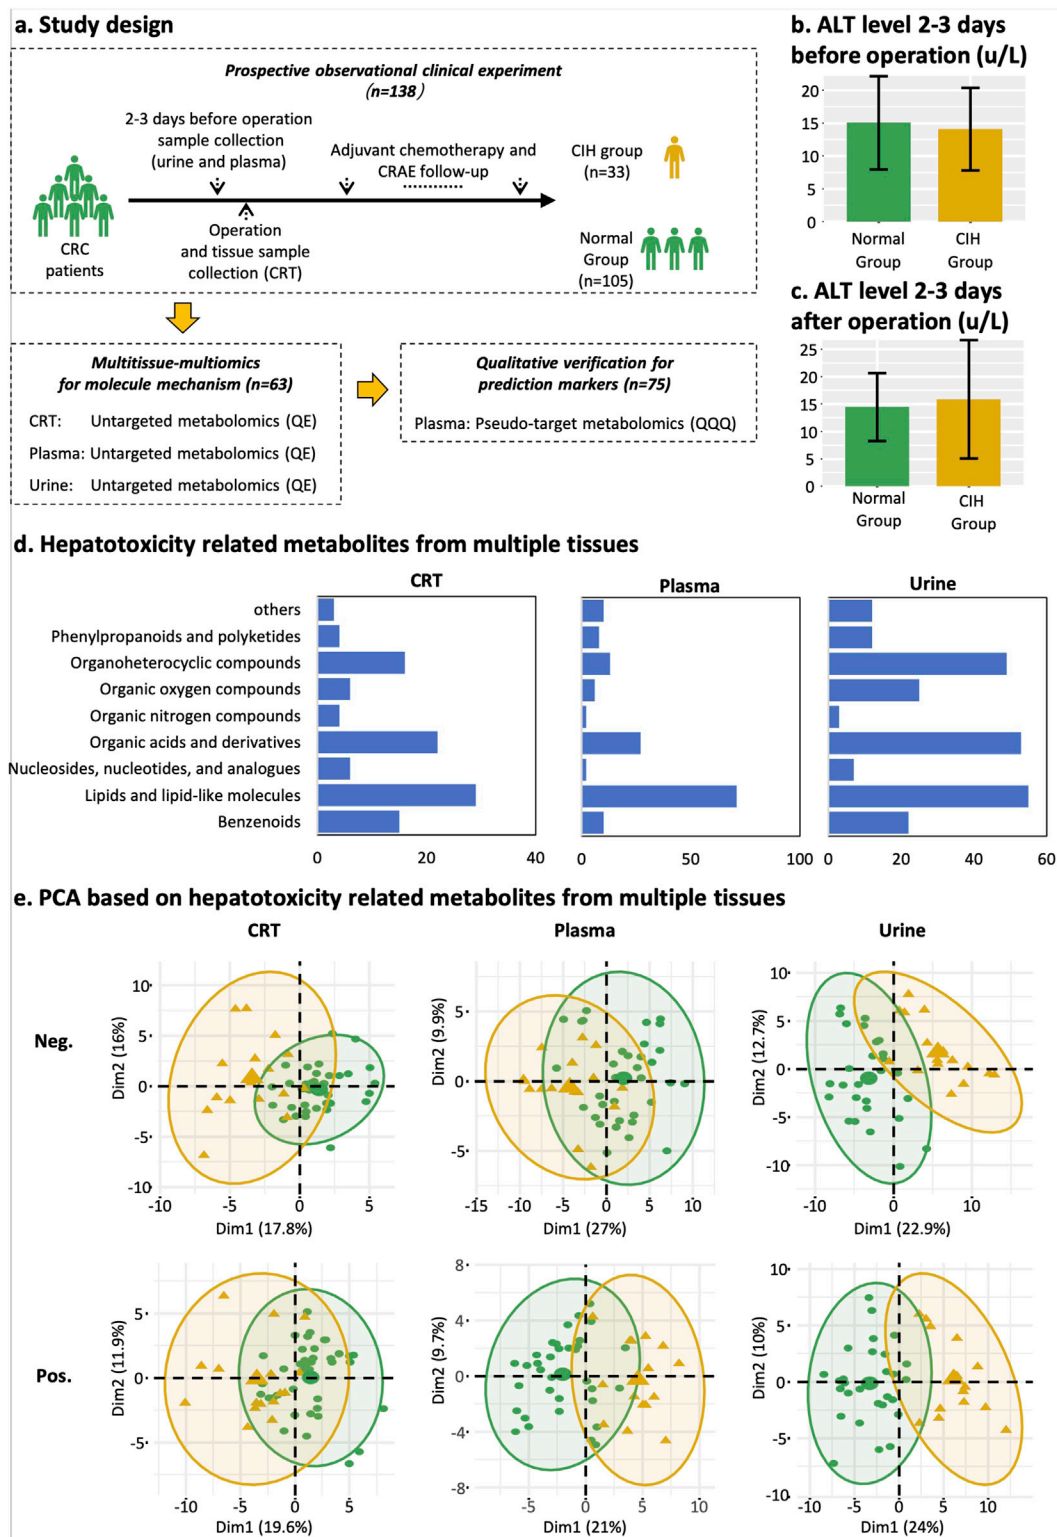 a. Study design
Prospective observational clinical experiment
(n=138)
2-3 days before operation
sample collection
(urine and plasma)
Adjuvant chemotherapy and
CRAE follow-up
CIH group
(n=33)
CRC
patients
Operation
and tissue sample
collection (CRT)
Normal
Group
(n=105)
Multitissue-multiomics
for molecule mechanism (n=63)
CRT: Untargeted metabolomics (QE)
Plasma: Untargeted metabolomics (QE)
Urine: Untargeted metabolomics (QE)
Qualitative verification for
prediction markers (n=75)
Plasma: Pseudo-target metabolomics (QQQ)
b. ALT level 2-3 days
before operation (u/L)
20
15
10
5
0
Normal
Group
CIH
Group
c. ALT level 2-3 days
after operation (u/L)
25
20
15
10
5
0
Normal
Group
CIH
Group
d. Hepatotoxicity related metabolites from multiple tissues
CRT
Plasma
Urine
others
Phenylpropanoids and polyketides
Organoheterocyclic compounds
Organic oxygen compounds
Organic nitrogen compounds
Organic acids and derivatives
Nucleosides, nucleotides, and analogues
Lipids and lipid-like molecules
Benzenoids
0 20 40
0 50 100
0 20 40 60
e. PCA based on hepatotoxicity related metabolites from multiple tissues
CRT
Plasma
Urine
Neg.
Dim2 (16%)
10
5
0
-5
-10
-10 -5 0 5
Dim1 (17.8%)
Dim2 (9.9%)
5
0
-5
-15 -10 -5 0 5 10
Dim1 (27%)
Dim2 (12.7%)
10
5
0
-5
-10
-10 0 10
Dim1 (22.9%)
Pos.
Dim2 (11.9%)
5
0
-5
-10 -5 0 5
Dim1 (19.6%)
Dim2 (9.7%)
8
4
0
-4
-8
-10 -5 0 5 10
Dim1 (21%)
Dim2 (10%)
10
5
0
-5
-10
-10 -5 0 5 10
Dim1 (24%)